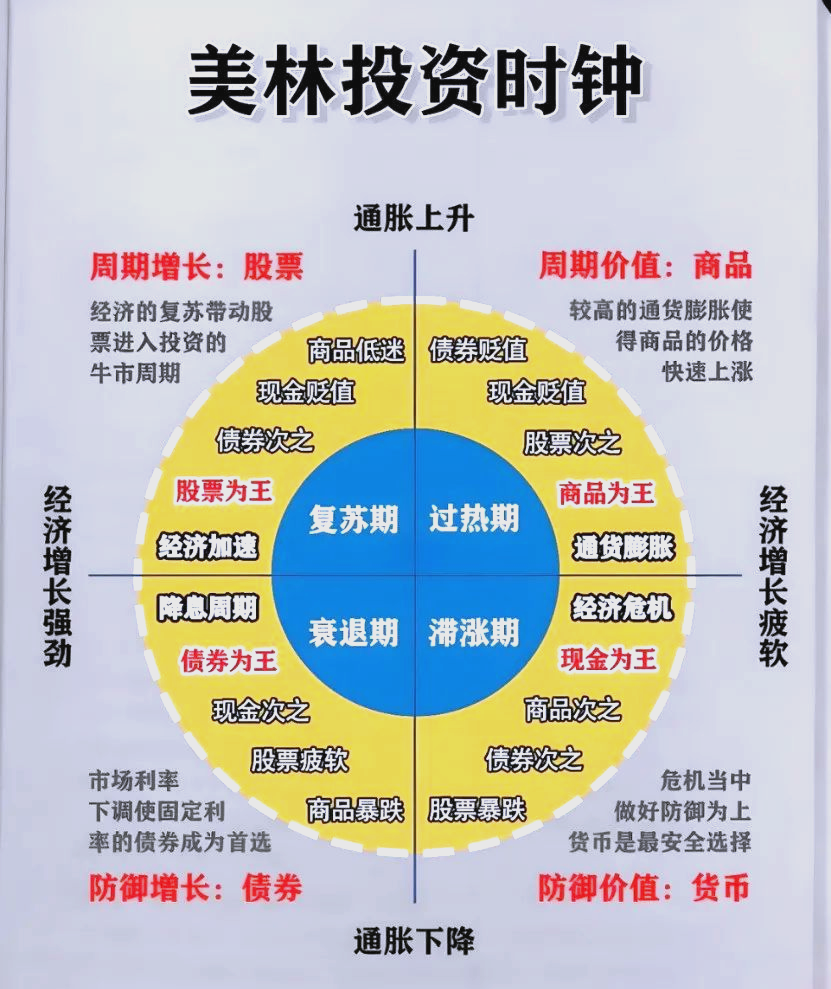 美林投资时钟
通胀上升
周期增长：股票
经济的复苏带动股
票进入投资的
牛市周期
周期价值：商品
较高的通货膨胀使
得商品的价格
快速上涨
商品低迷
现金贬值
债券次之
股票为王
经济加速
债券贬值
现金贬值
股票次之
商品为王
通货膨胀
复苏期
过热期
经济增长强劲
经济增长疲软
衰退期
滞涨期
降息周期
债券为王
现金次之
股票疲软
商品暴跌
经济危机
现金为王
商品次之
债券次之
股票暴跌
市场利率
下调使固定利
率的债券成为首选
防御增长：债券
危机当中
做好防御为上
货币是最安全选择
防御价值：货币
通胀下降